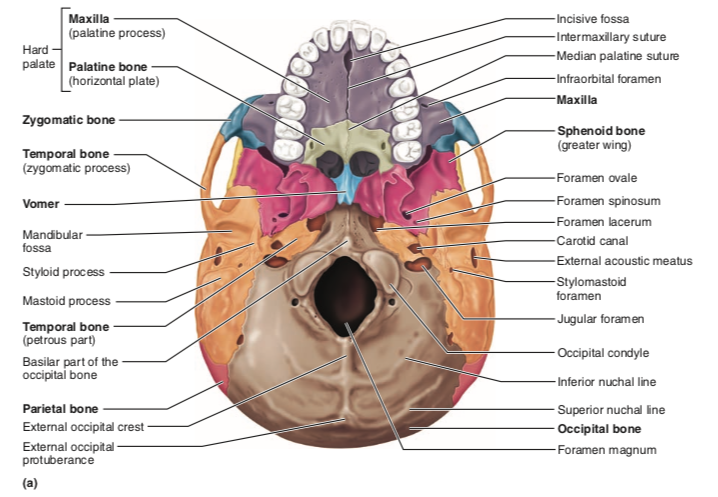 Hard
palate
Maxilla
(palatine process)
Palatine bone
(horizontal plate)
Zygomatic bone
Temporal bone
(zygomatic process)
Vomer
Mandibular
fossa
Styloid process
Mastoid process
Temporal bone
(petrous part)
Basilar part of the
occipital bone
Parietal bone
External occipital crest
External occipital
protuberance
(a)
Incisive fossa
Intermaxillary suture
Median palatine suture
Infraorbital foramen
Maxilla
Sphenoid bone
(greater wing)
Foramen ovale
Foramen spinosum
Foramen lacerum
Carotid canal
External acoustic meatus
Stylomastoid
foramen
Jugular foramen
Occipital condyle
Inferior nuchal line
Superior nuchal line
Occipital bone
Foramen magnum